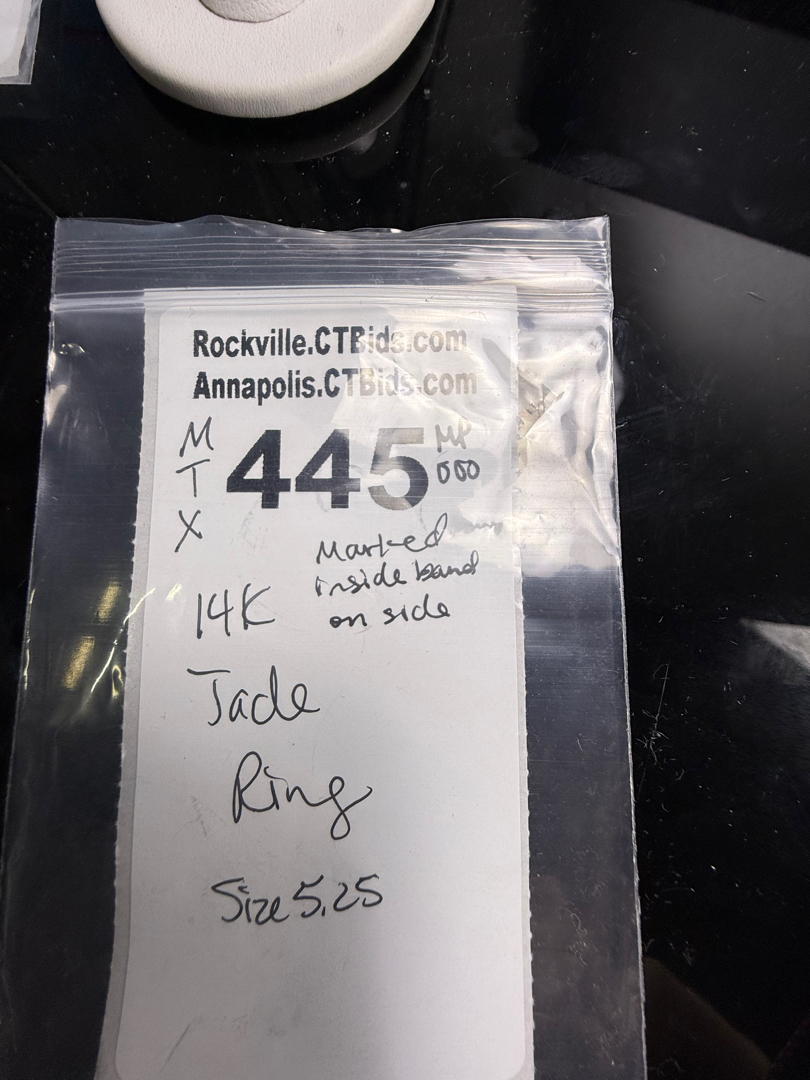 Rockville.CTBids.com
Annapolis.CTBids.com
M
T
X
445
MP
000
Marked
inside band
on side
14K
Jade
Ring
Size 5.25